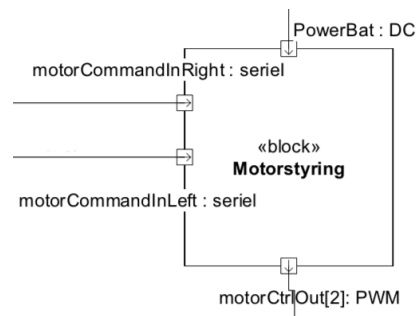 PowerBat : DC
motorCommandInRight : seriel
«block»
Motorstyring
motorCommandInLeft : seriel
motorCtrlOut[2]: PWM